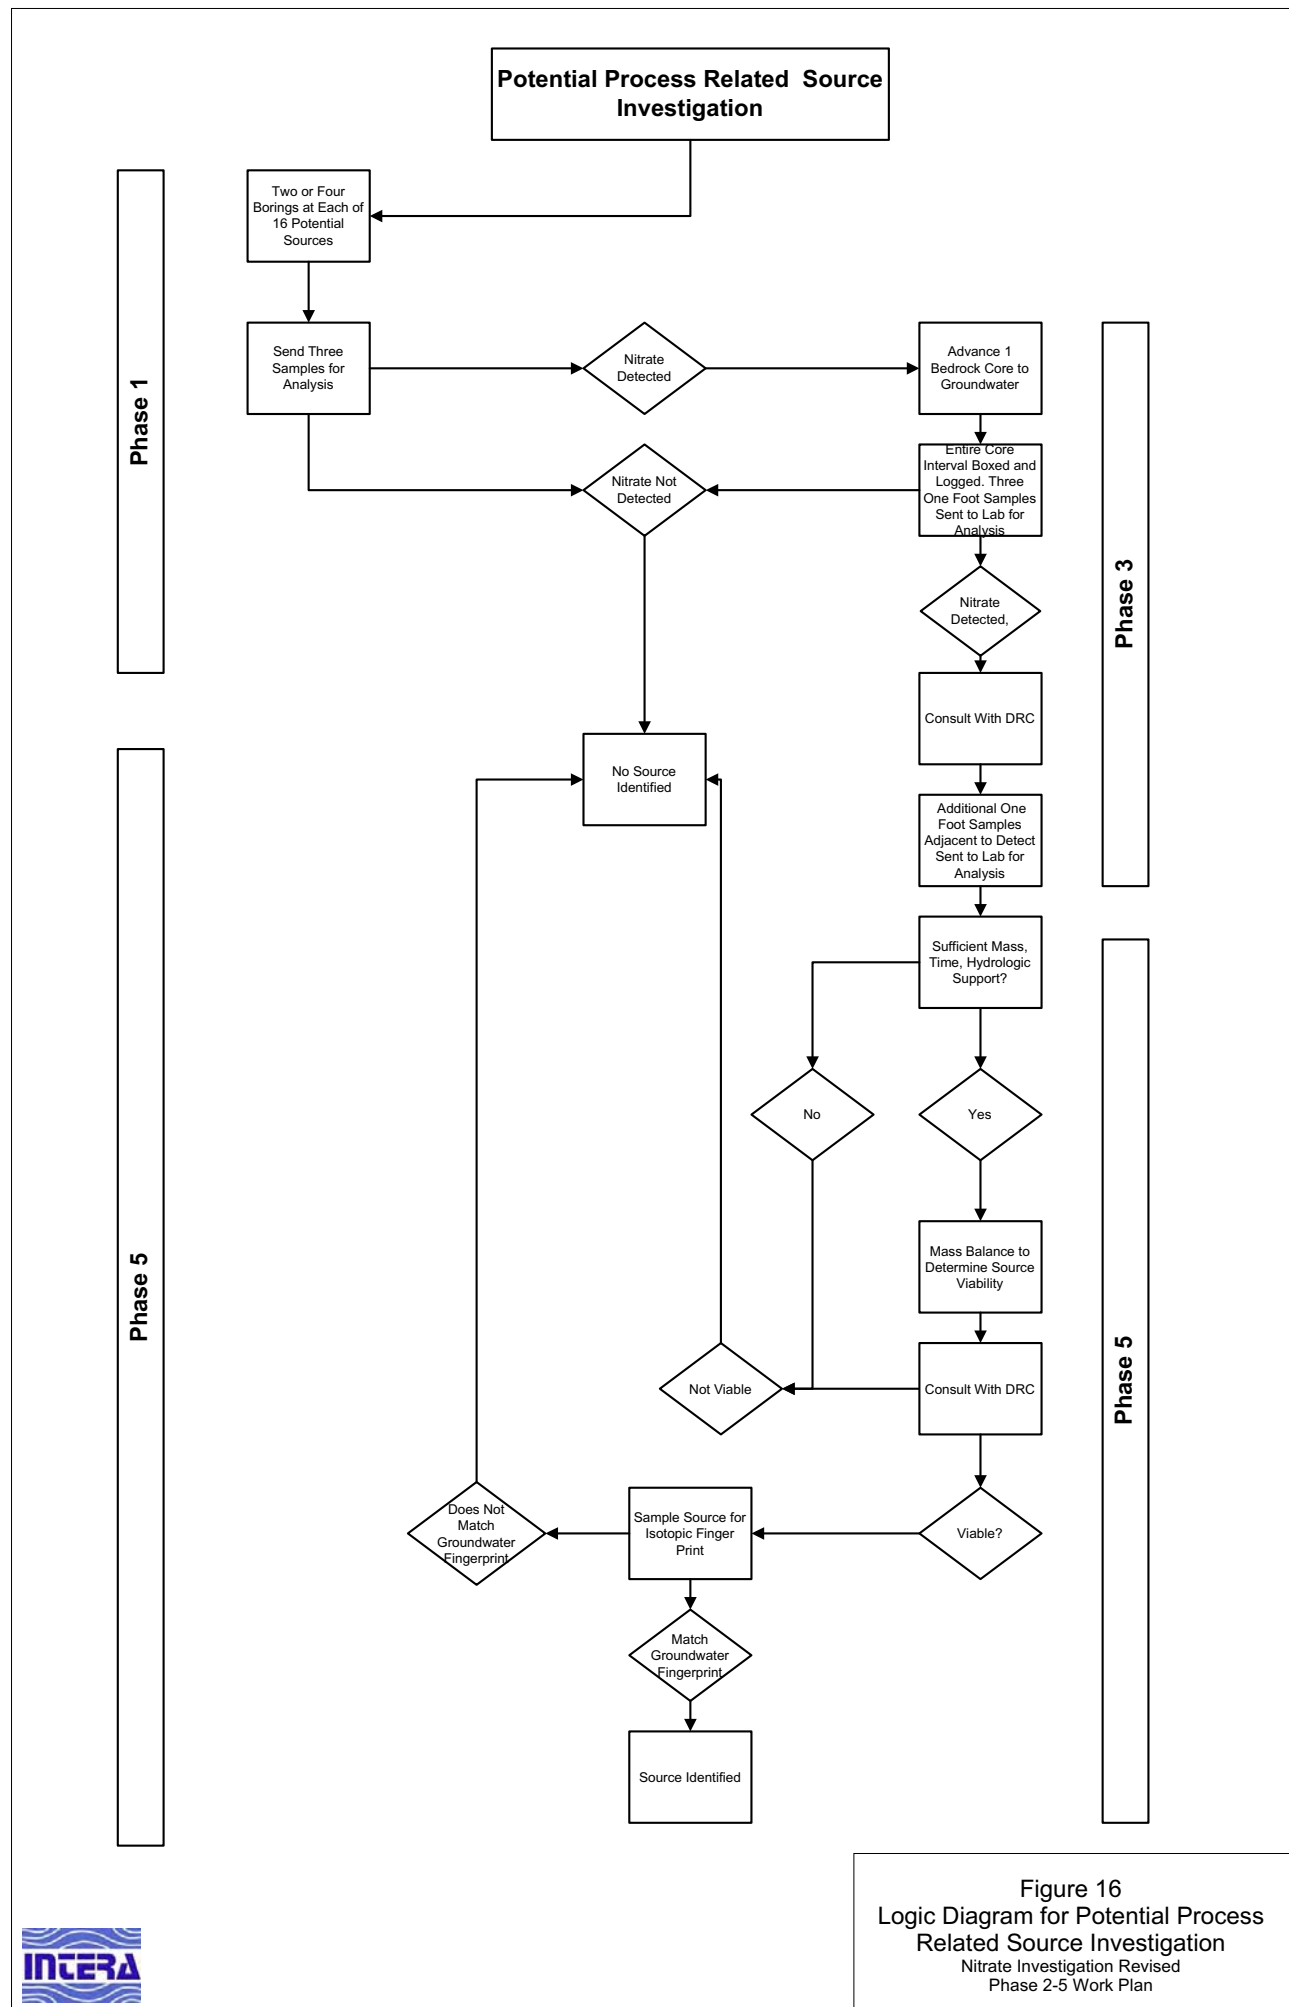 Potential Process Related  Source
Investigation
Phase 1
Two or Four
Borings at Each of
16 Potential
Sources
Send Three
Samples for
Analysis
Nitrate
Detected
Advance 1
Bedrock Core to
Groundwater
Nitrate Not
Detected
Entire Core
Interval Boxed and
Logged. Three
One Foot Samples
Sent to Lab for
Analysis
Phase 3
Nitrate
Detected,
Consult With DRC
No Source
Identified
Additional One
Foot Samples
Adjacent to Detect
Sent to Lab for
Analysis
Sufficient Mass,
Time, Hydrologic
Support?
No
Yes
Phase 5
Mass Balance to
Determine Source
Viability
Phase 5
Not Viable
Consult With DRC
Does Not
Match
Groundwater
Fingerprint
Sample Source for
Isotopic Finger
Print
Viable?
Match
Groundwater
Fingerprint
Source Identified
Figure 16
Logic Diagram for Potential Process
Related Source Investigation
Nitrate Investigation Revised
Phase 2-5 Work Plan
INTERA